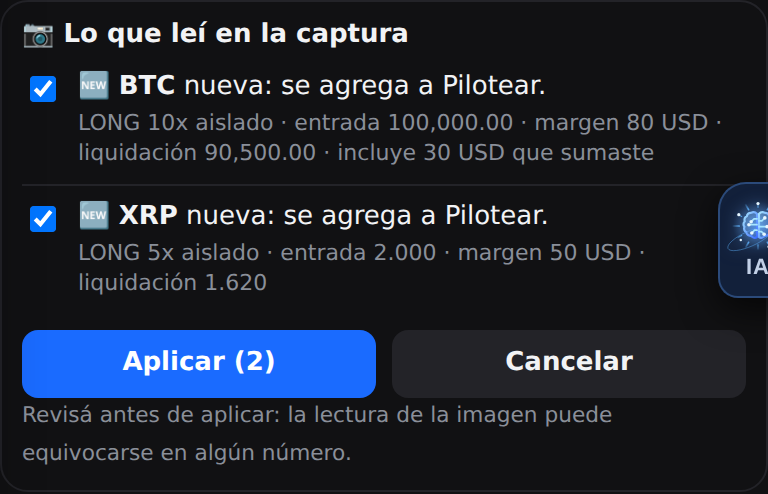 📷 Lo que leí en la captura
🆕 BTC nueva: se agrega a Pilotear.
LONG 10x aislado · entrada 100,000.00 · margen 80 USD ·
liquidación 90,500.00 · incluye 30 USD que sumaste
🆕 XRP nueva: se agrega a Pilotear.
LONG 5x aislado · entrada 2.000 · margen 50 USD ·
liquidación 1.620
IA
Aplicar (2)
Cancelar
Revisá antes de aplicar: la lectura de la imagen puede
equivocarse en algún número.